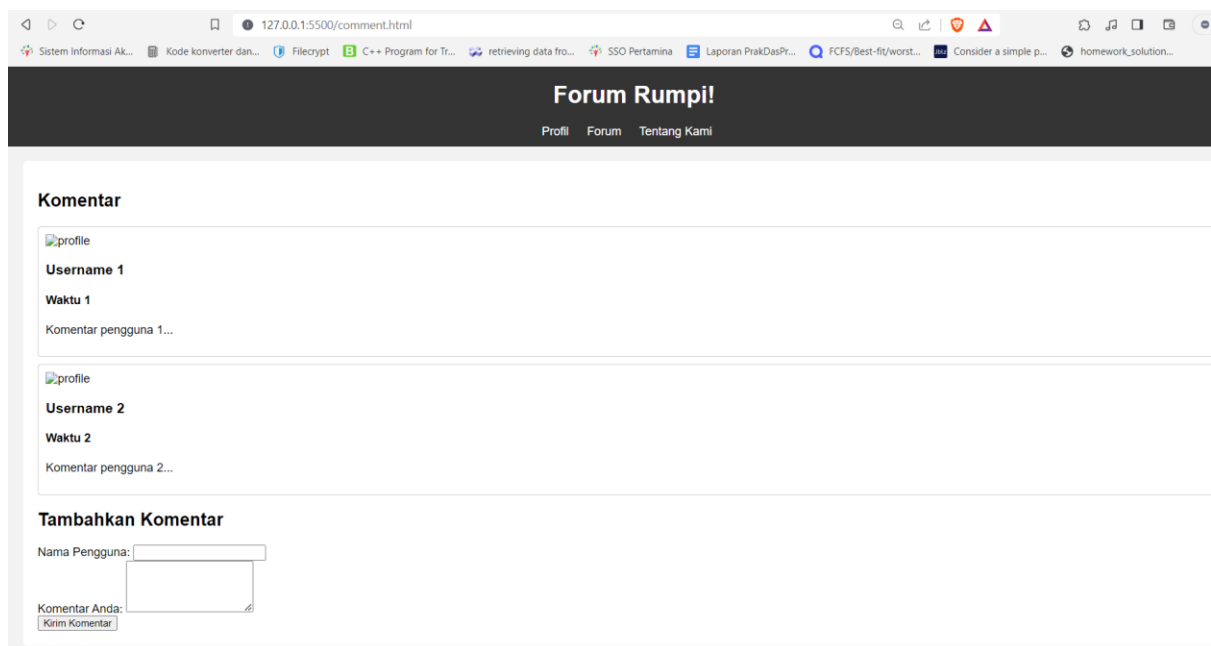 127.0.0.1:5500/comment.html
Sistem Informasi Ak... Kode konverter dan... Filecrypt C++ Program for Tr... retrieving data fro... SSO Pertamina Laporan PrakDasPr... FCFS/Best-fit/worst... Consider a simple p... homework_solution...
Forum Rumpi!
Profil Forum Tentang Kami
Komentar
profile
Username 1
Waktu 1
Komentar pengguna 1...
profile
Username 2
Waktu 2
Komentar pengguna 2...
Tambahkan Komentar
Nama Pengguna:
Komentar Anda:
Kirim Komentar